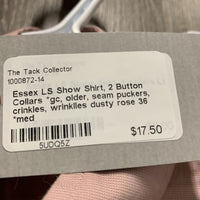 The Tack Collector
1000872-14
Essex LS Show Shirt, 2 Button
Collars *gc, older, seam puckers,
crinkles, wrinklies dusty rose 36
*med
$17.50
5UDQ5Z